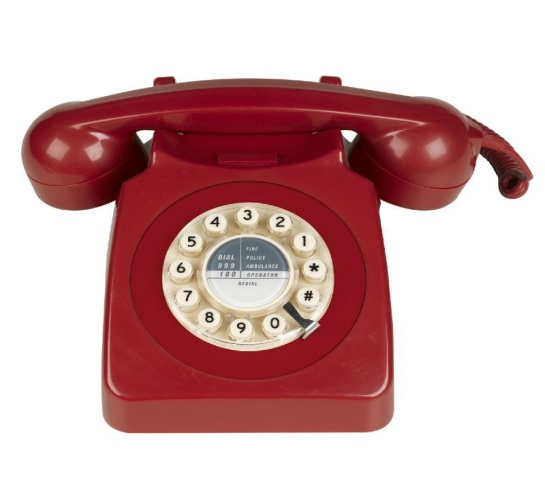 3
4 2
5 1
6 *
7 #
8 0
9
FIRE
DIAL POLICE
999 AMBULANCE
100 OPERATOR
REDIAL